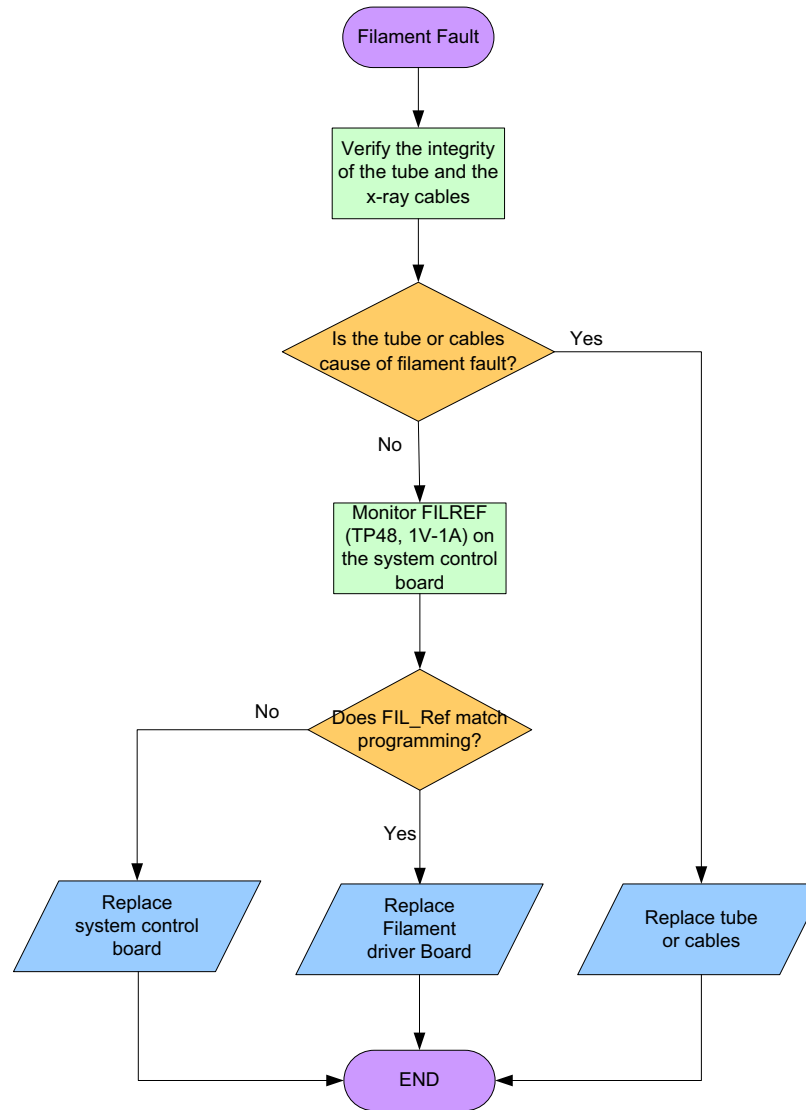 Filament Fault
Verify the integrity
of the tube and the
x-ray cables
Is the tube or cables
cause of filament fault?
Yes
No
Monitor FILREF
(TP48, 1V-1A) on
the system control
board
Does FIL_Ref match
programming?
No
Yes
Replace
system control
board
Replace
Filament
driver Board
Replace tube
or cables
END